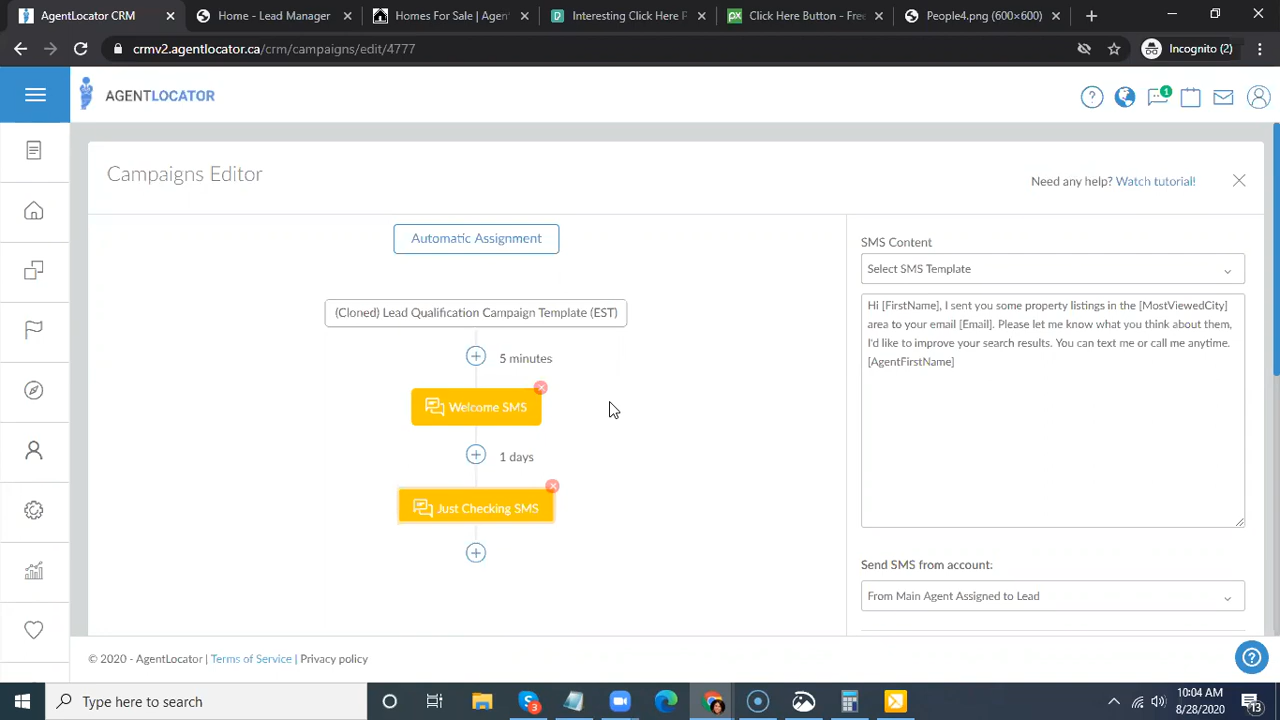 AgentLocator CRM
Home - Lead Manager
Homes For Sale | AgentL
Interesting Click Here P
Click Here Button - Free
People4.png (600×600)
crmv2.agentlocator.ca/crm/campaigns/edit/4777
Incognito (2)
AGENTLOCATOR
1
Campaigns Editor
Need any help? Watch tutorial!
Automatic Assignment
SMS Content
Select SMS Template
(Cloned) Lead Qualification Campaign Template (EST)
Hi [FirstName], I sent you some property listings in the [MostViewedCity]
area to your email [Email]. Please let me know what you think about them,
I'd like to improve your search results. You can text me or call me anytime.
[AgentFirstName]
5 minutes
Welcome SMS
1 days
Just Checking SMS
Send SMS from account:
From Main Agent Assigned to Lead
© 2020 - AgentLocator | Terms of Service | Privacy policy
Type here to search
3
10:04 AM
8/28/2020
13